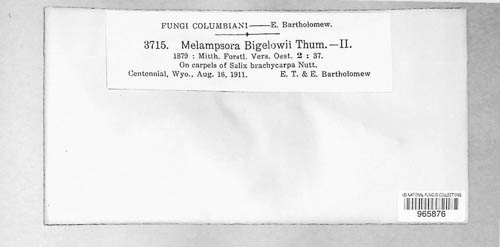 FUNGI COLUMBIANI—E. Bartholomew.
3715. Melampsora Bigelowii Thum.—II.
1879 : Mitth. Forstl. Vers. Oest. 2 : 37.
On carpels of Salix brachycarpa Nutt.
Centennial, Wyo., Aug. 16, 1911. E. T. & E. Bartholomew
US NATIONAL FUNGUS COLLECTIONS
965876